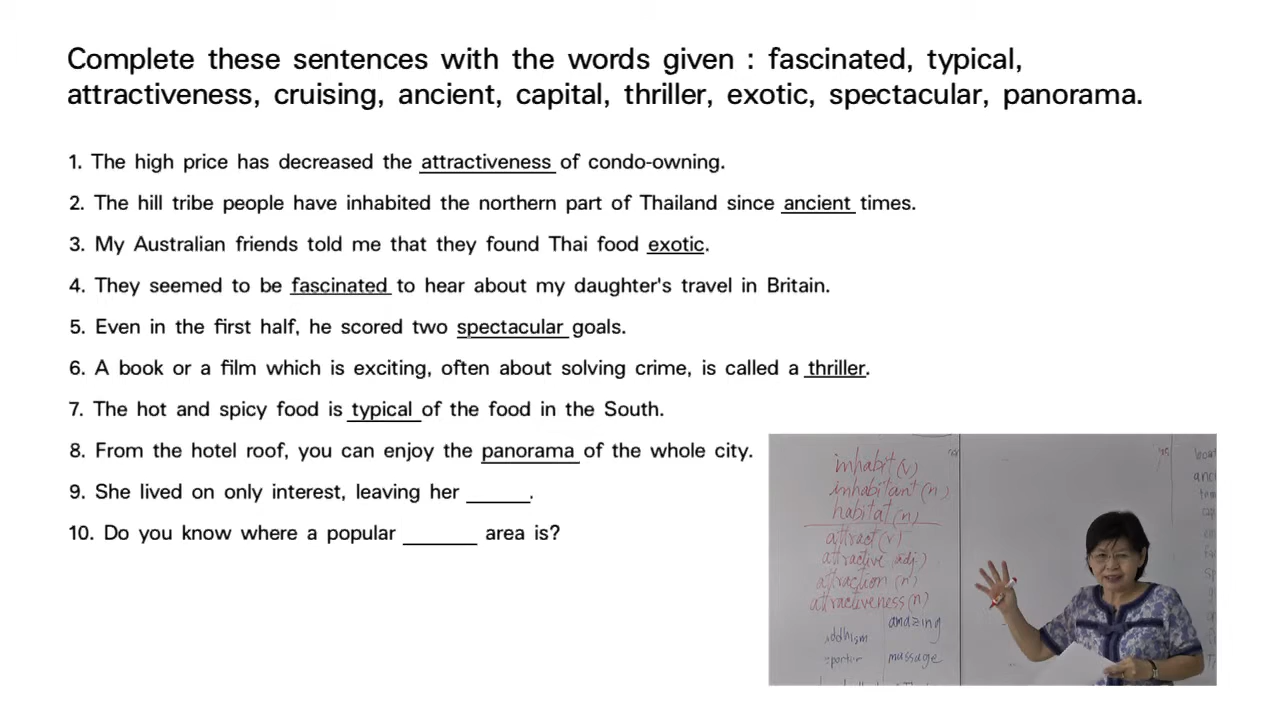 Complete these sentences with the words given : fascinated, typical,
attractiveness, cruising, ancient, capital, thriller, exotic, spectacular, panorama.
1. The high price has decreased the attractiveness of condo-owning.
2. The hill tribe people have inhabited the northern part of Thailand since ancient times.
3. My Australian friends told me that they found Thai food exotic.
4. They seemed to be fascinated to hear about my daughter's travel in Britain.
5. Even in the first half, he scored two spectacular goals.
6. A book or a film which is exciting, often about solving crime, is called a thriller.
7. The hot and spicy food is typical of the food in the South.
8. From the hotel roof, you can enjoy the panorama of the whole city.
9. She lived on only interest, leaving her ______.
10. Do you know where a popular _______ area is?
inhabit (v)
inhabitant (n)
habitat (n)
attract (v)
attractive (adj.)
attraction (n)
attractiveness (n)
amazing
massage